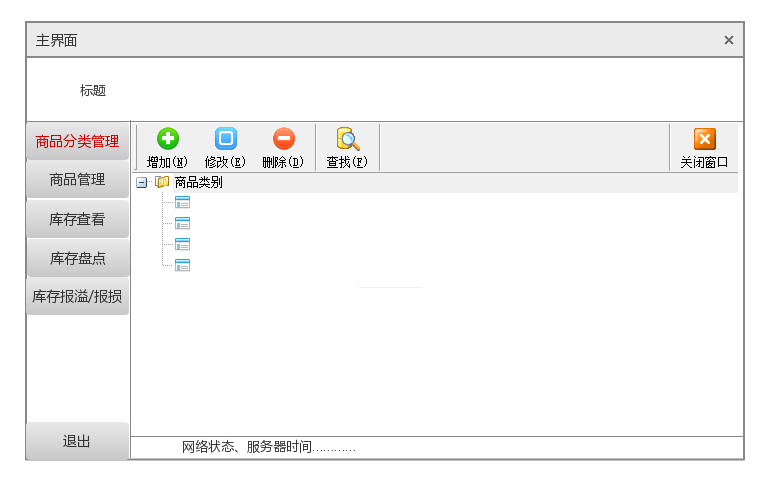 主界面
标题
商品分类管理
商品管理
库存查看
库存盘点
库存报溢/报损
退出
增加(N) 修改(E) 删除(D) 查找(F) 关闭窗口
商品类别
网络状态、服务器时间…………